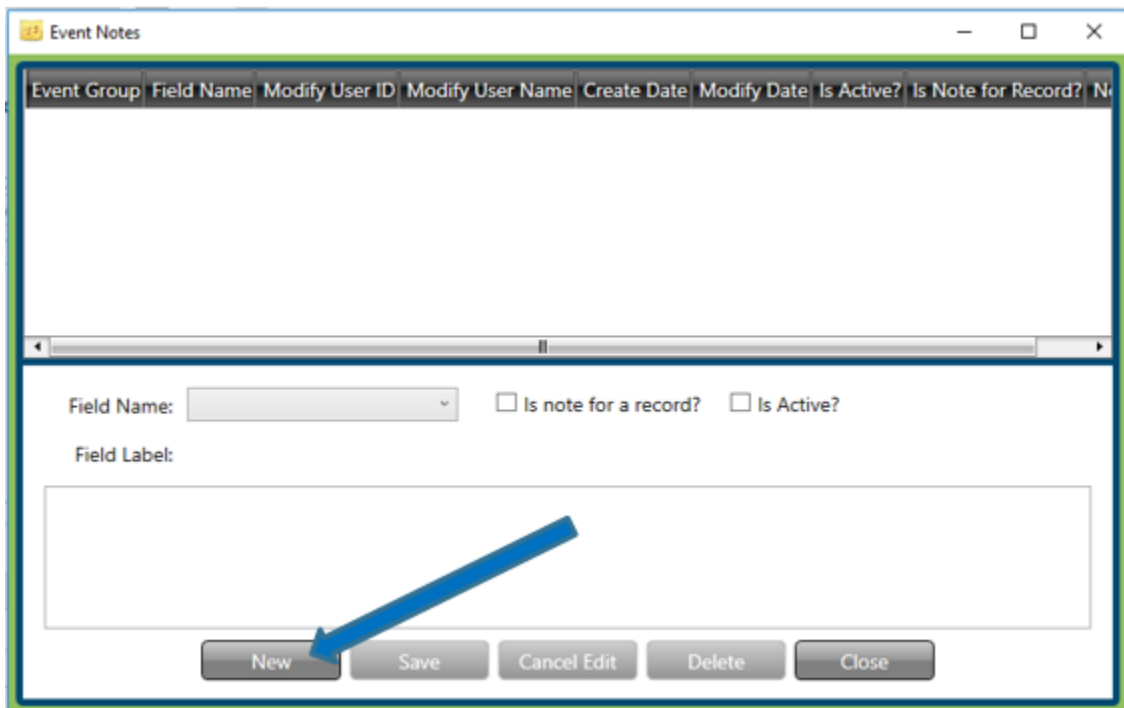 Event Notes
Event Group Field Name Modify User ID Modify User Name Create Date Modify Date Is Active? Is Note for Record?
Field Name: Is note for a record? Is Active?
Field Label:
New Save Cancel Edit Delete Close